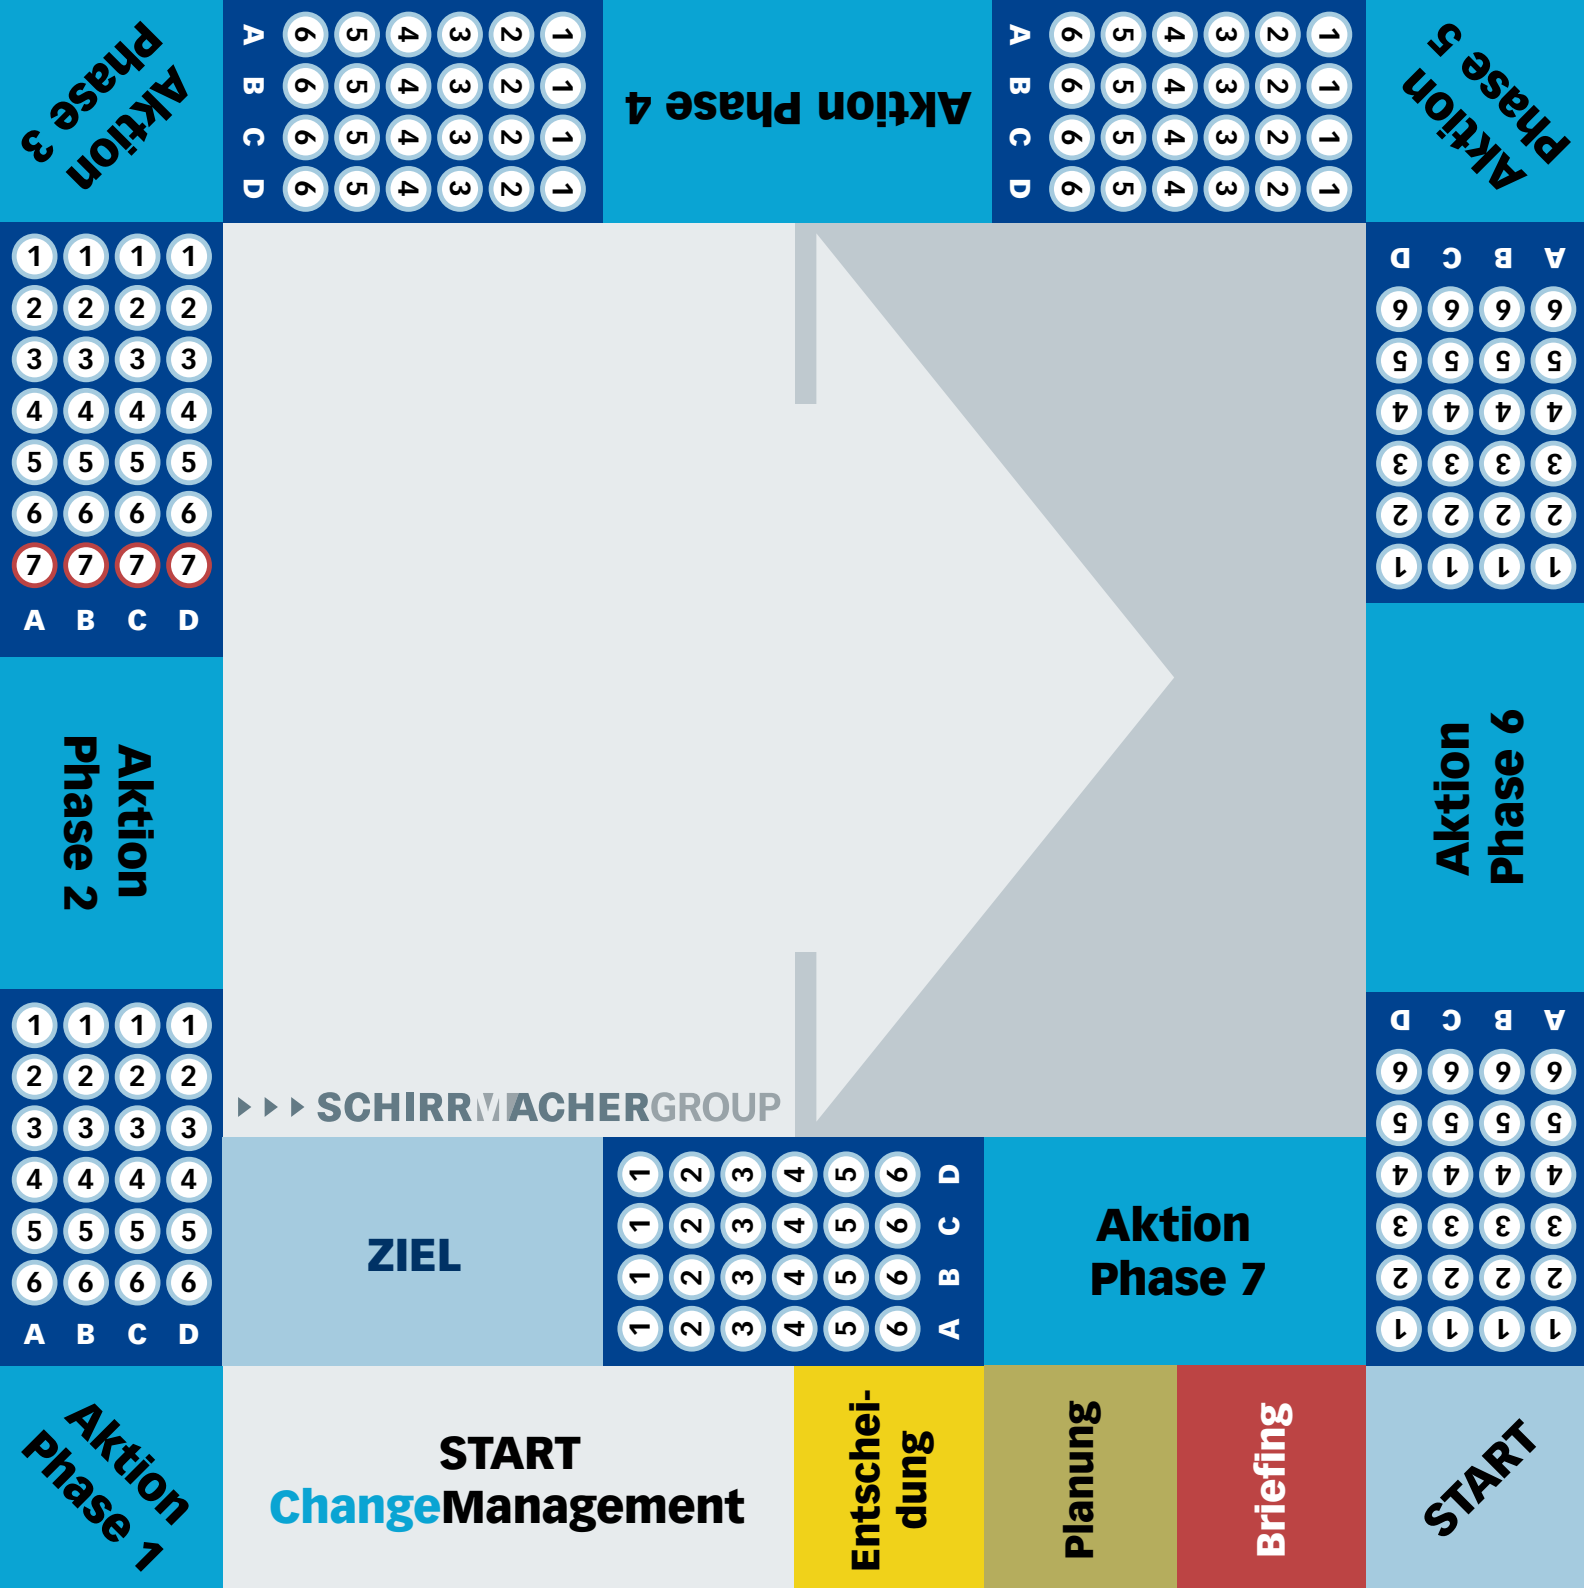 Aktion
Phase 3
A 6 5 4 3 2 1
B 6 5 4 3 2 1
C 6 5 4 3 2 1
D 6 5 4 3 2 1
Aktion Phase 4
A 6 5 4 3 2 1
B 6 5 4 3 2 1
C 6 5 4 3 2 1
D 6 5 4 3 2 1
Aktion
Phase 5
1 1 1 1
2 2 2 2
3 3 3 3
4 4 4 4
5 5 5 5
6 6 6 6
7 7 7 7
A B C D
D C B A
6 6 6 6
5 5 5 5
4 4 4 4
3 3 3 3
2 2 2 2
1 1 1 1
Aktion
Phase 2
Aktion
Phase 6
1 1 1 1
2 2 2 2
3 3 3 3
4 4 4 4
5 5 5 5
6 6 6 6
A B C D
D C B A
6 6 6 6
5 5 5 5
4 4 4 4
3 3 3 3
2 2 2 2
1 1 1 1
SCHIRRMACHERGROUP
ZIEL
1 2 3 4 5 6 D
1 2 3 4 5 6 C
1 2 3 4 5 6 B
1 2 3 4 5 6 A
Aktion
Phase 7
Aktion
Phase 1
START
ChangeManagement
Entschei-
dung
Planung
Briefing
START